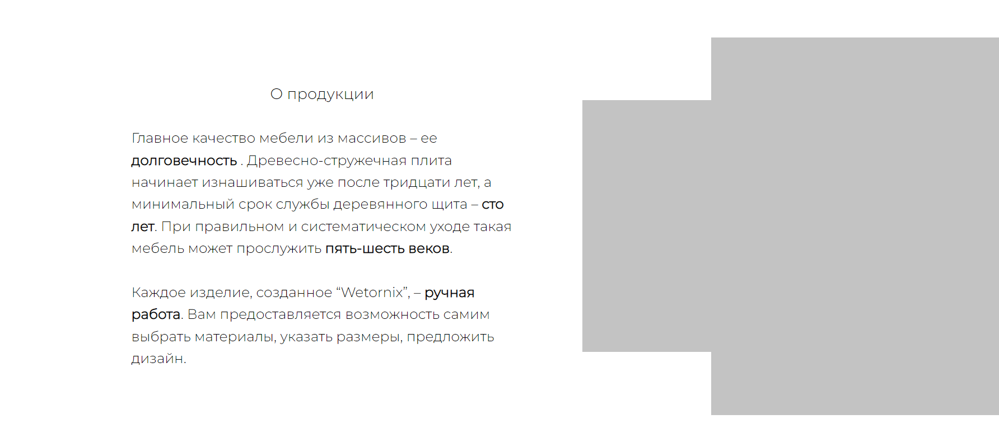 О продукции
Главное качество мебели из массивов – ее
долговечность . Древесно-стружечная плита
начинает изнашиваться уже после тридцати лет, а
минимальный срок службы деревянного щита – сто
лет. При правильном и систематическом уходе такая
мебель может прослужить пять-шесть веков.
Каждое изделие, созданное “Wetornix”, – ручная
работа. Вам предоставляется возможность самим
выбрать материалы, указать размеры, предложить
дизайн.